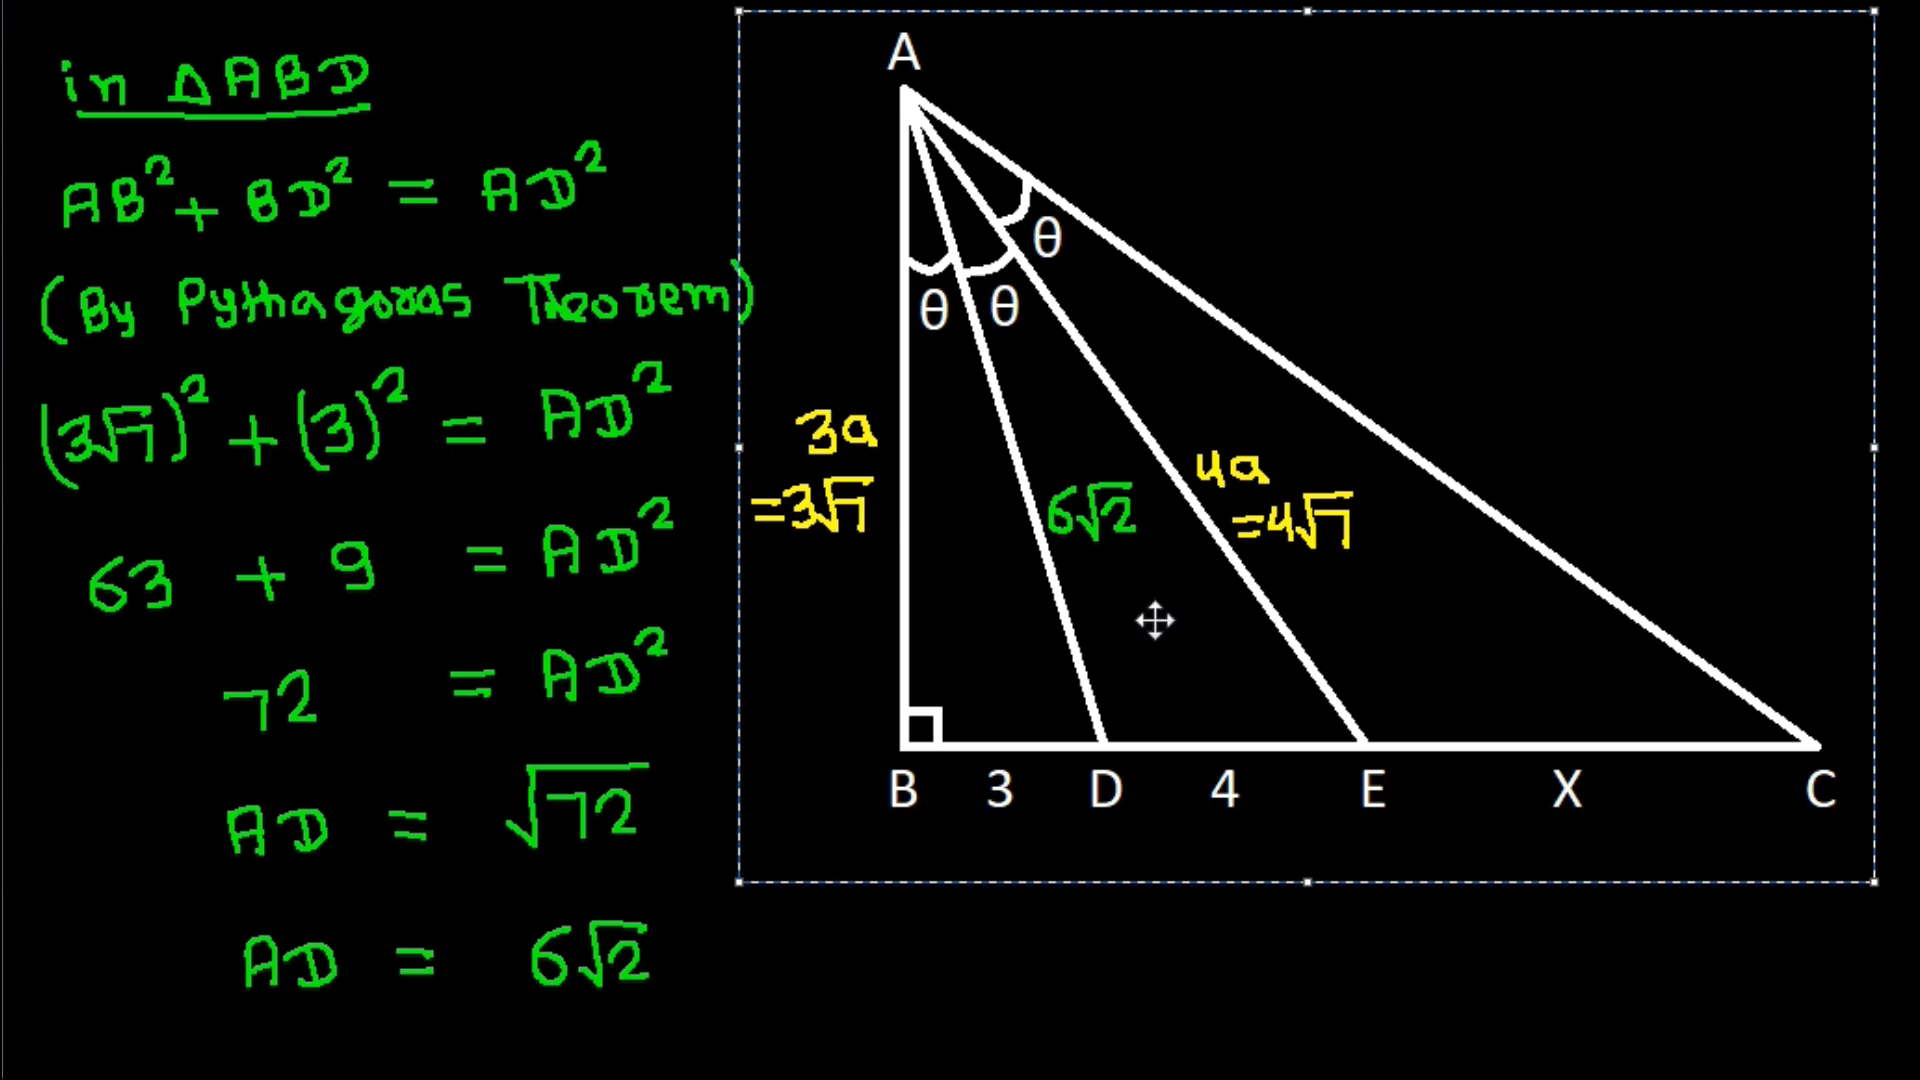 in ΔABD
AB²+ BD² = AD²
(By Pythagoras Theorem)
(3√7)² + (3)² = AD²
63 + 9 = AD²
72 = AD²
AD = √72
AD = 6√2
A
θ
θ θ
3a
=3√7
6√2
4a
=4√7
B 3 D 4 E X C